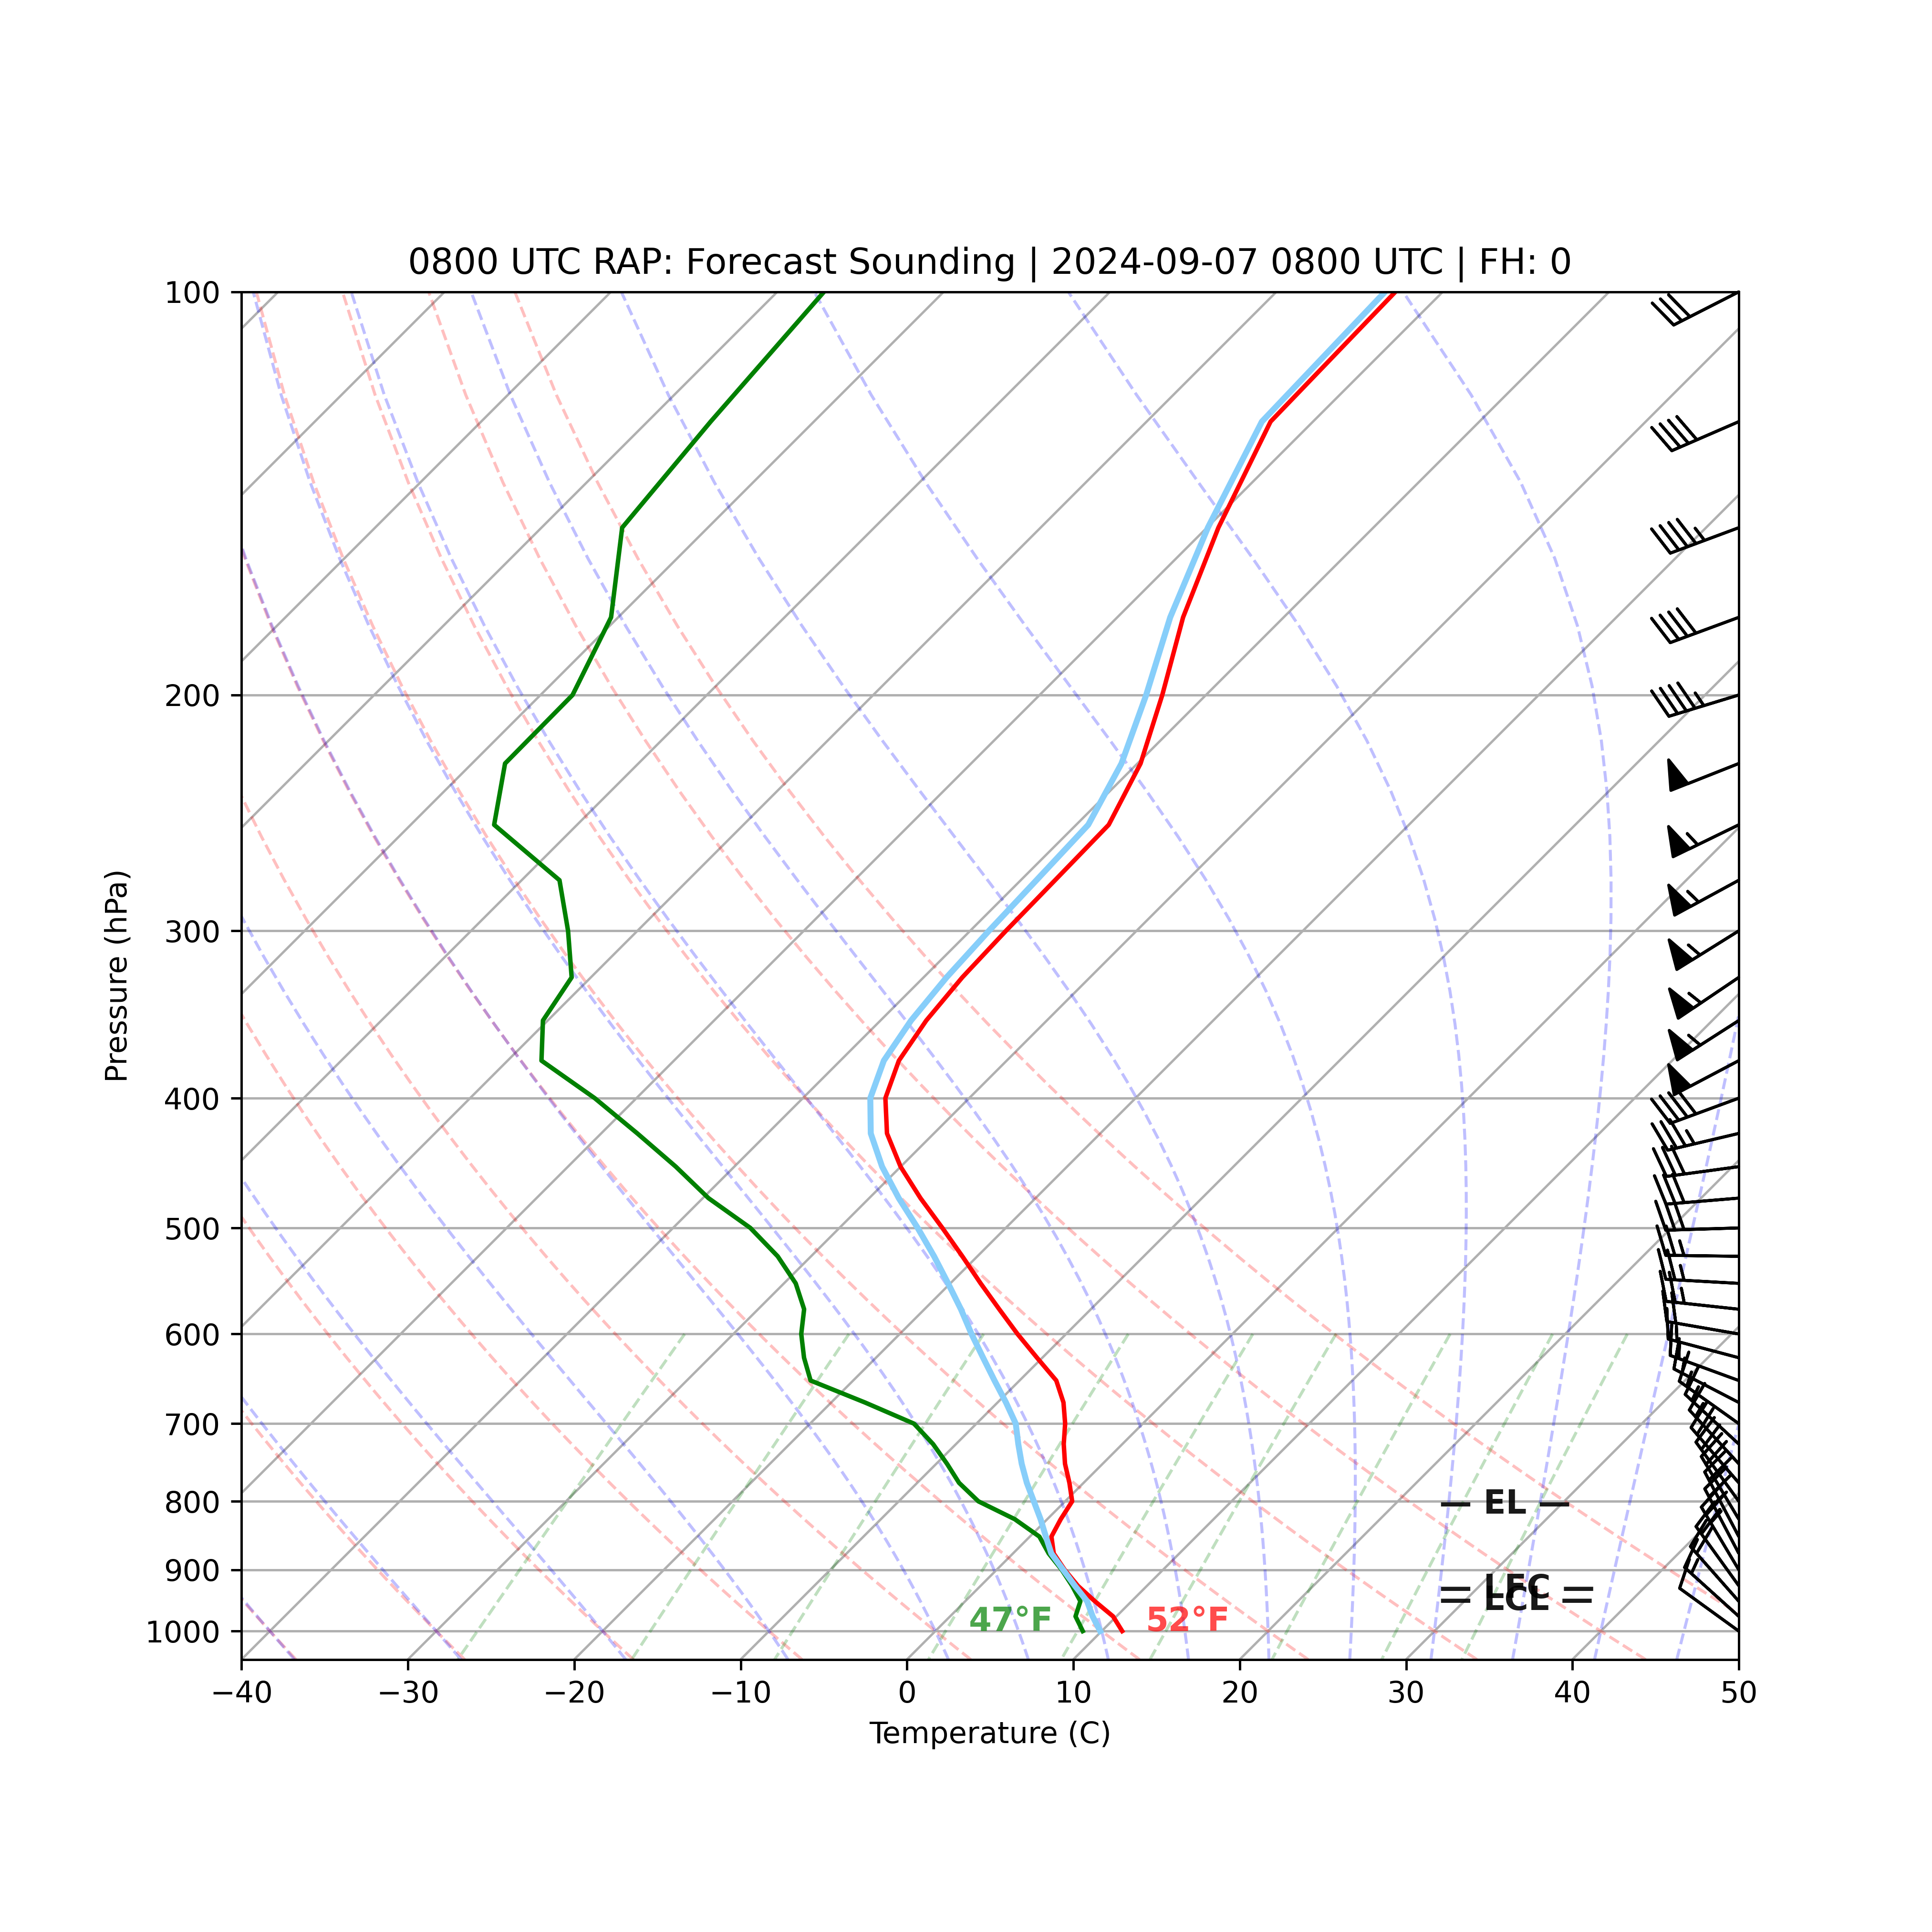 0800 UTC RAP: Forecast Sounding | 2024-09-07 0800 UTC | FH: 0
100
200
300
400
500
600
700
800
900
1000
Pressure (hPa)
— EL —
— LFC —
— LCL —
47°F
52°F
−40 −30 −20 −10 0 10 20 30 40 50
Temperature (C)